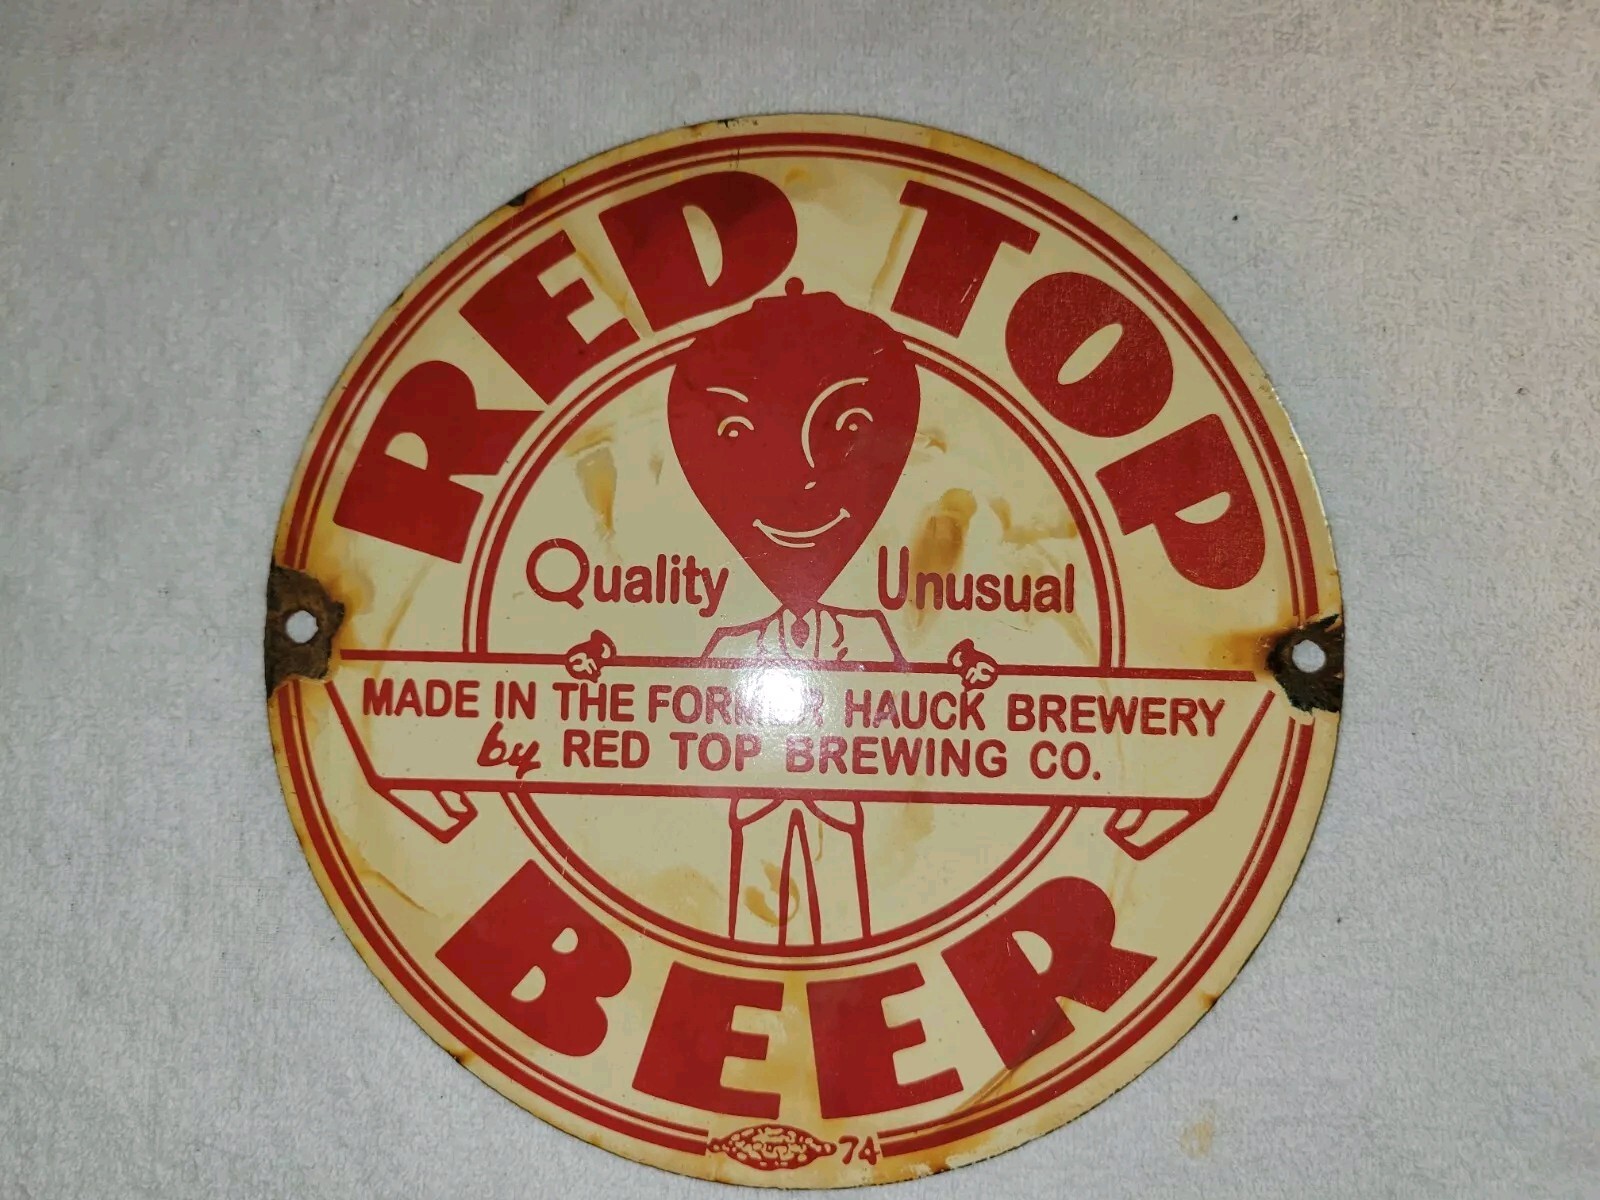 RED TOP
Quality Unusual
MADE IN THE FORMER HAUCK BREWERY
by RED TOP BREWING CO.
BEER
74